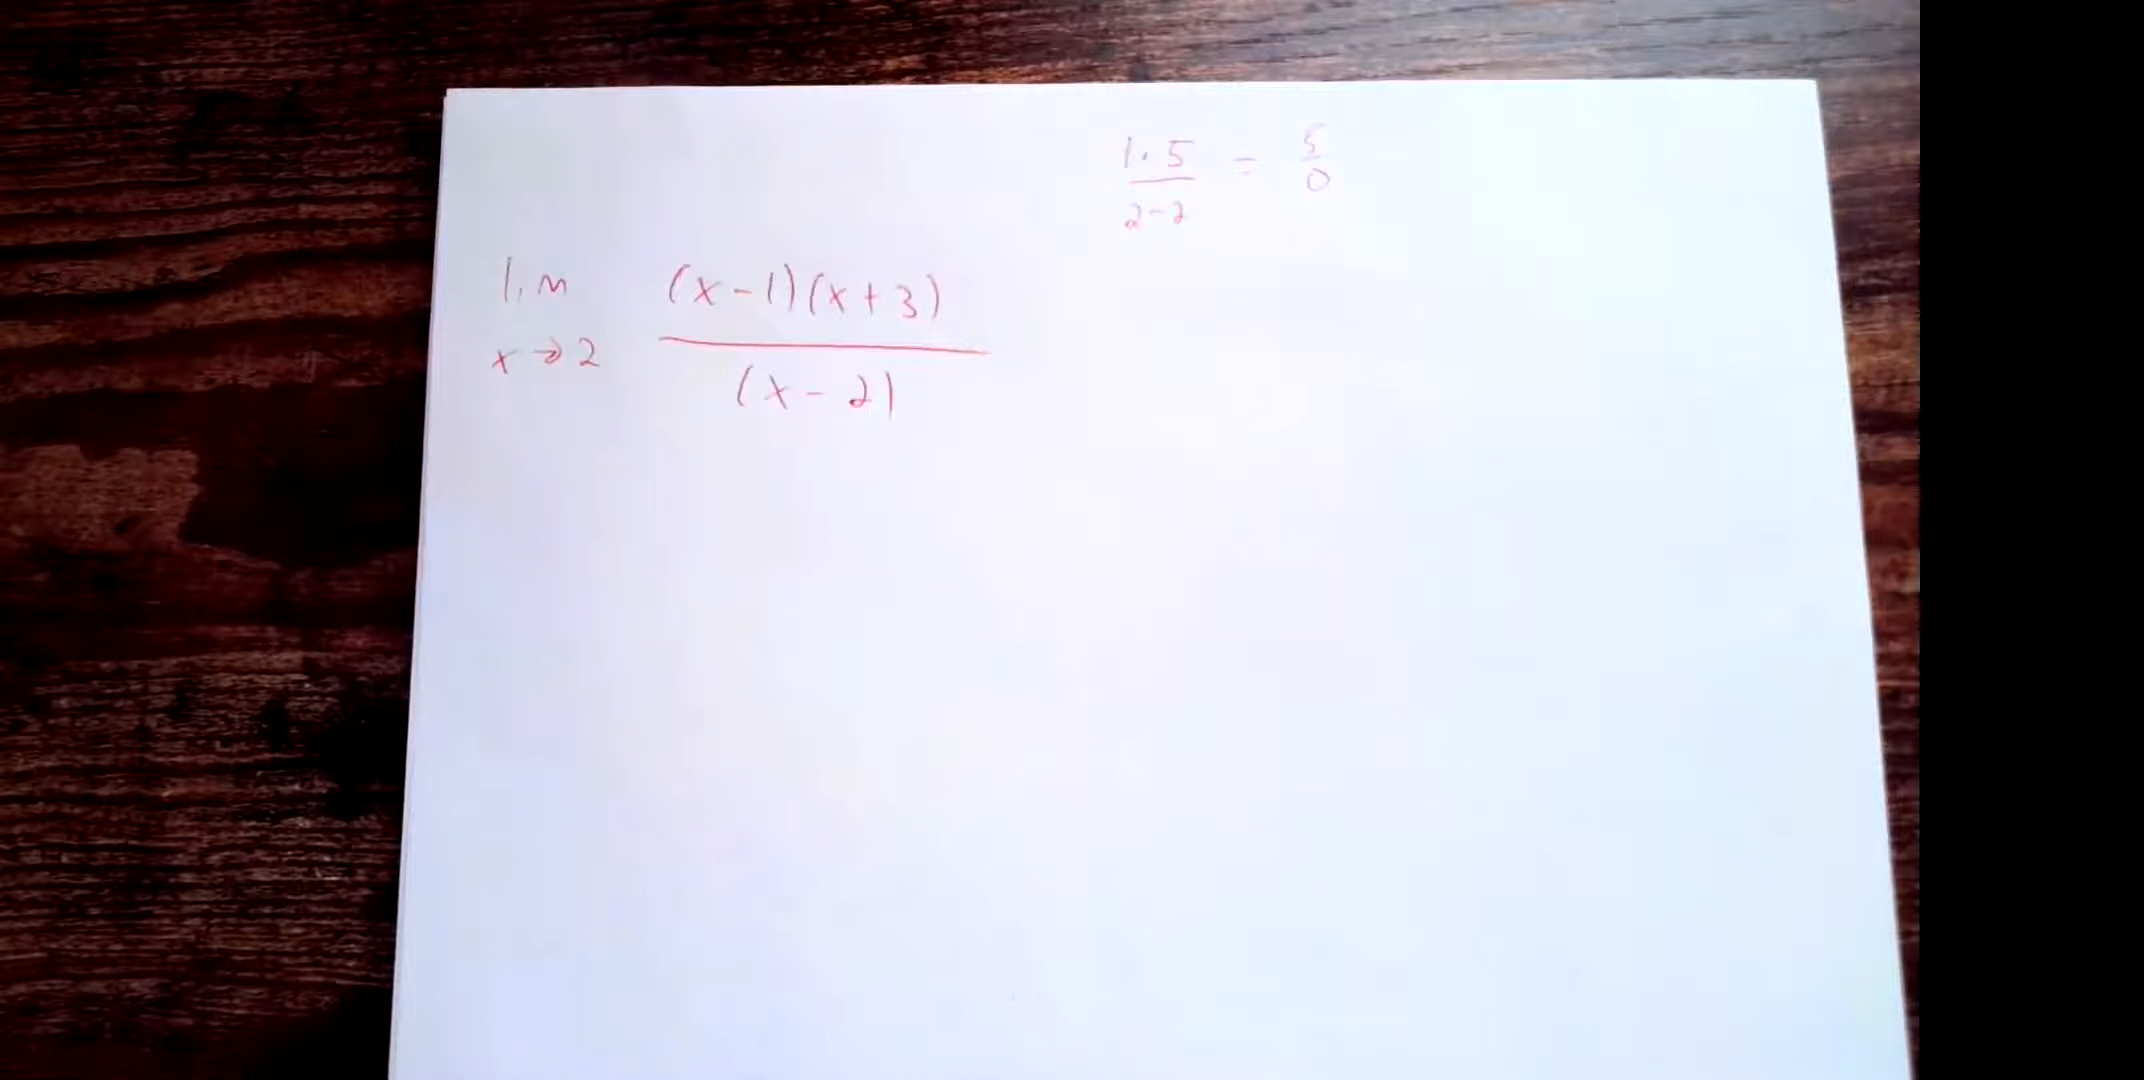 1·5/2-2 = 5/0
lim x→2 (x-1)(x+3)/(x-2)